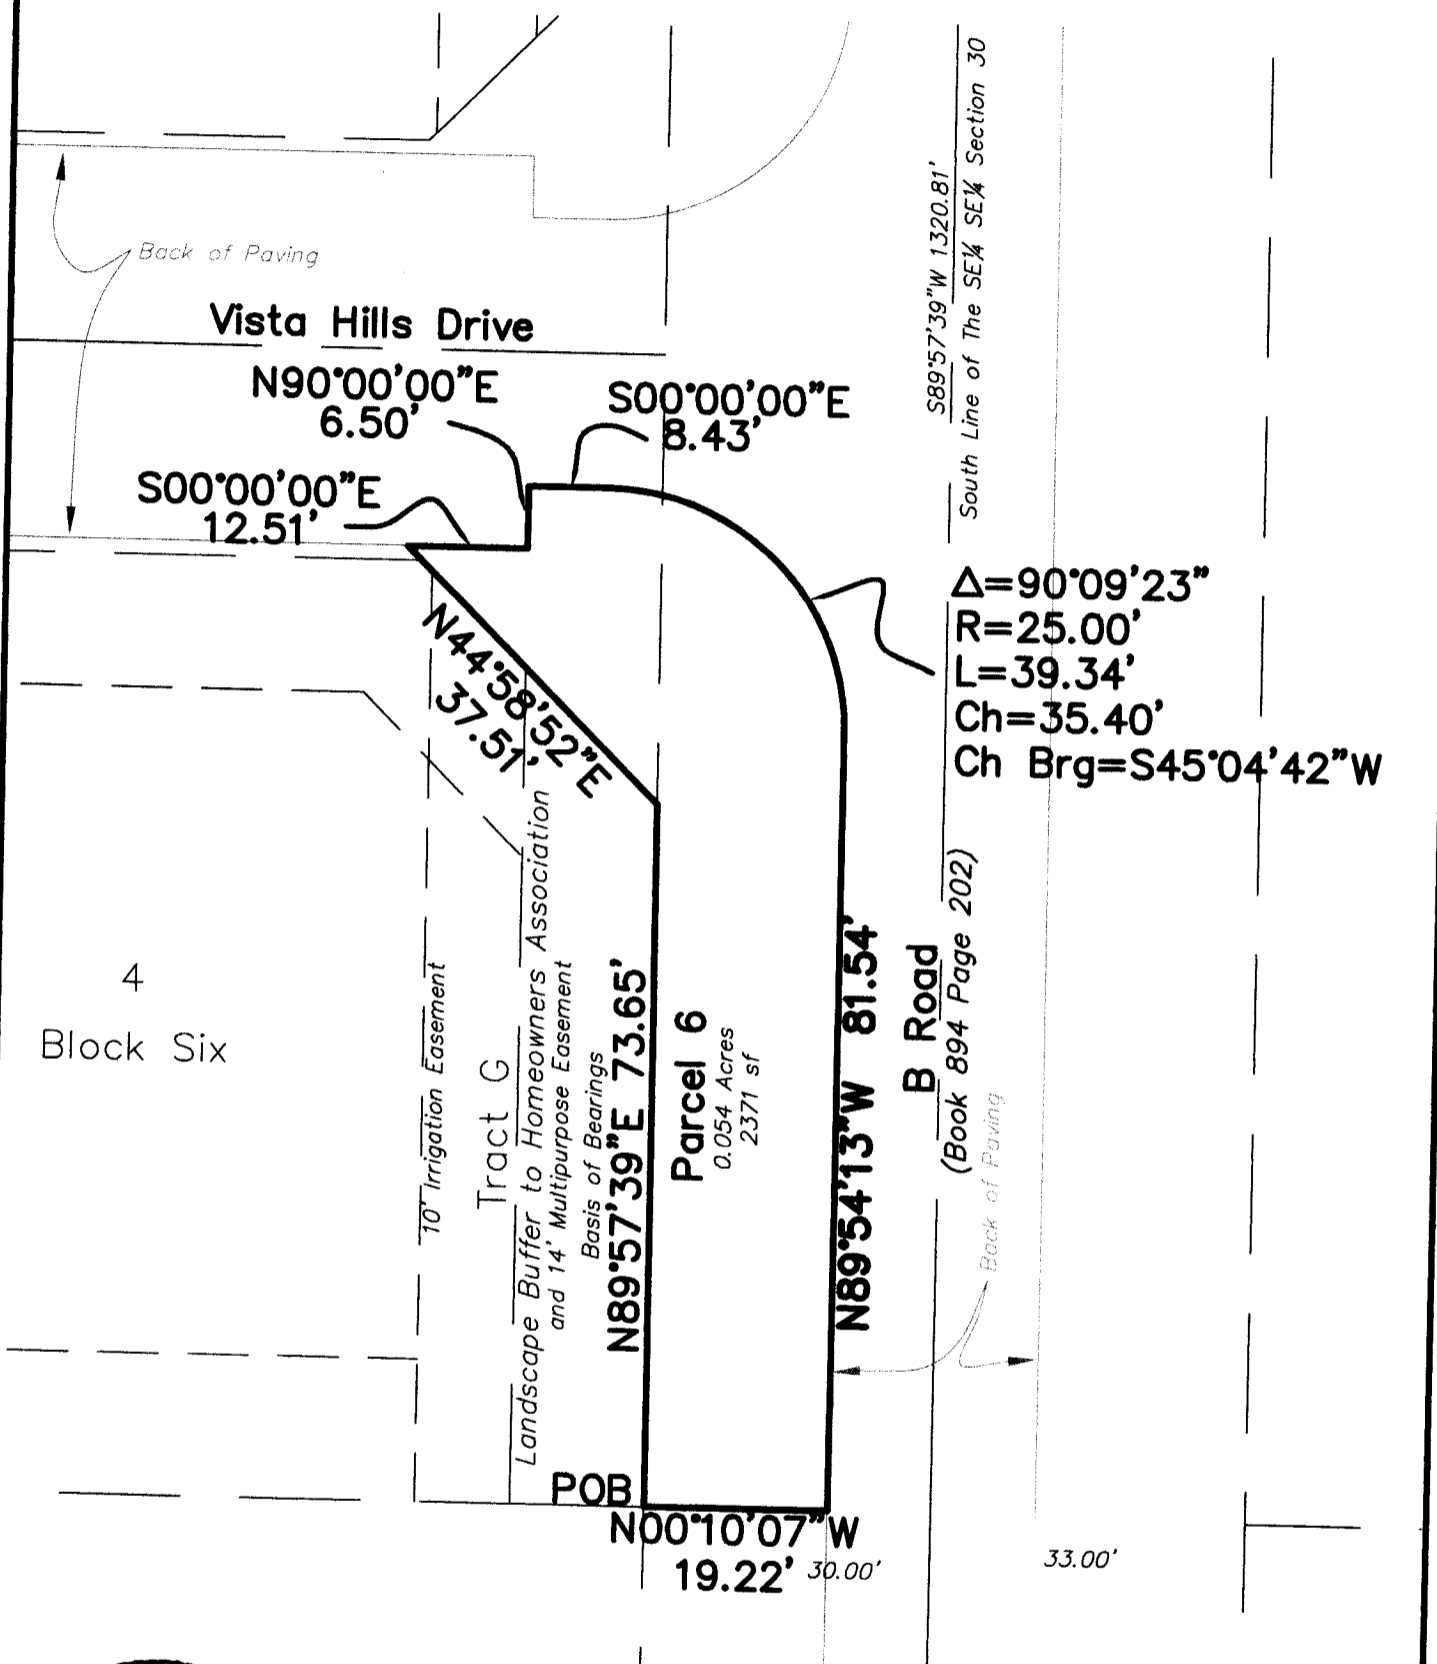 Back of Paving
Vista Hills Drive
N90°00'00"E
6.50'
S00°00'00"E
8.43'
S00°00'00"E
12.51'
S89°57'39"W 1320.81'
South Line of The SE¼ SE¼ Section 30
Δ=90°09'23"
R=25.00'
L=39.34'
Ch=35.40'
Ch Brg=S45°04'42"W
N44°58'52"E
37.51'
4
Block Six
10' Irrigation Easement
Tract G
Landscape Buffer to Homeowners Association
and 14' Multipurpose Easement
Basis of Bearings
N89°57'39"E 73.65'
Parcel 6
0.054 Acres
2371 sf
N89°54'13"W 81.54'
B Road
(Book 894 Page 202)
Back of Paving
POB
N00°10'07"W
19.22'
30.00'
33.00'